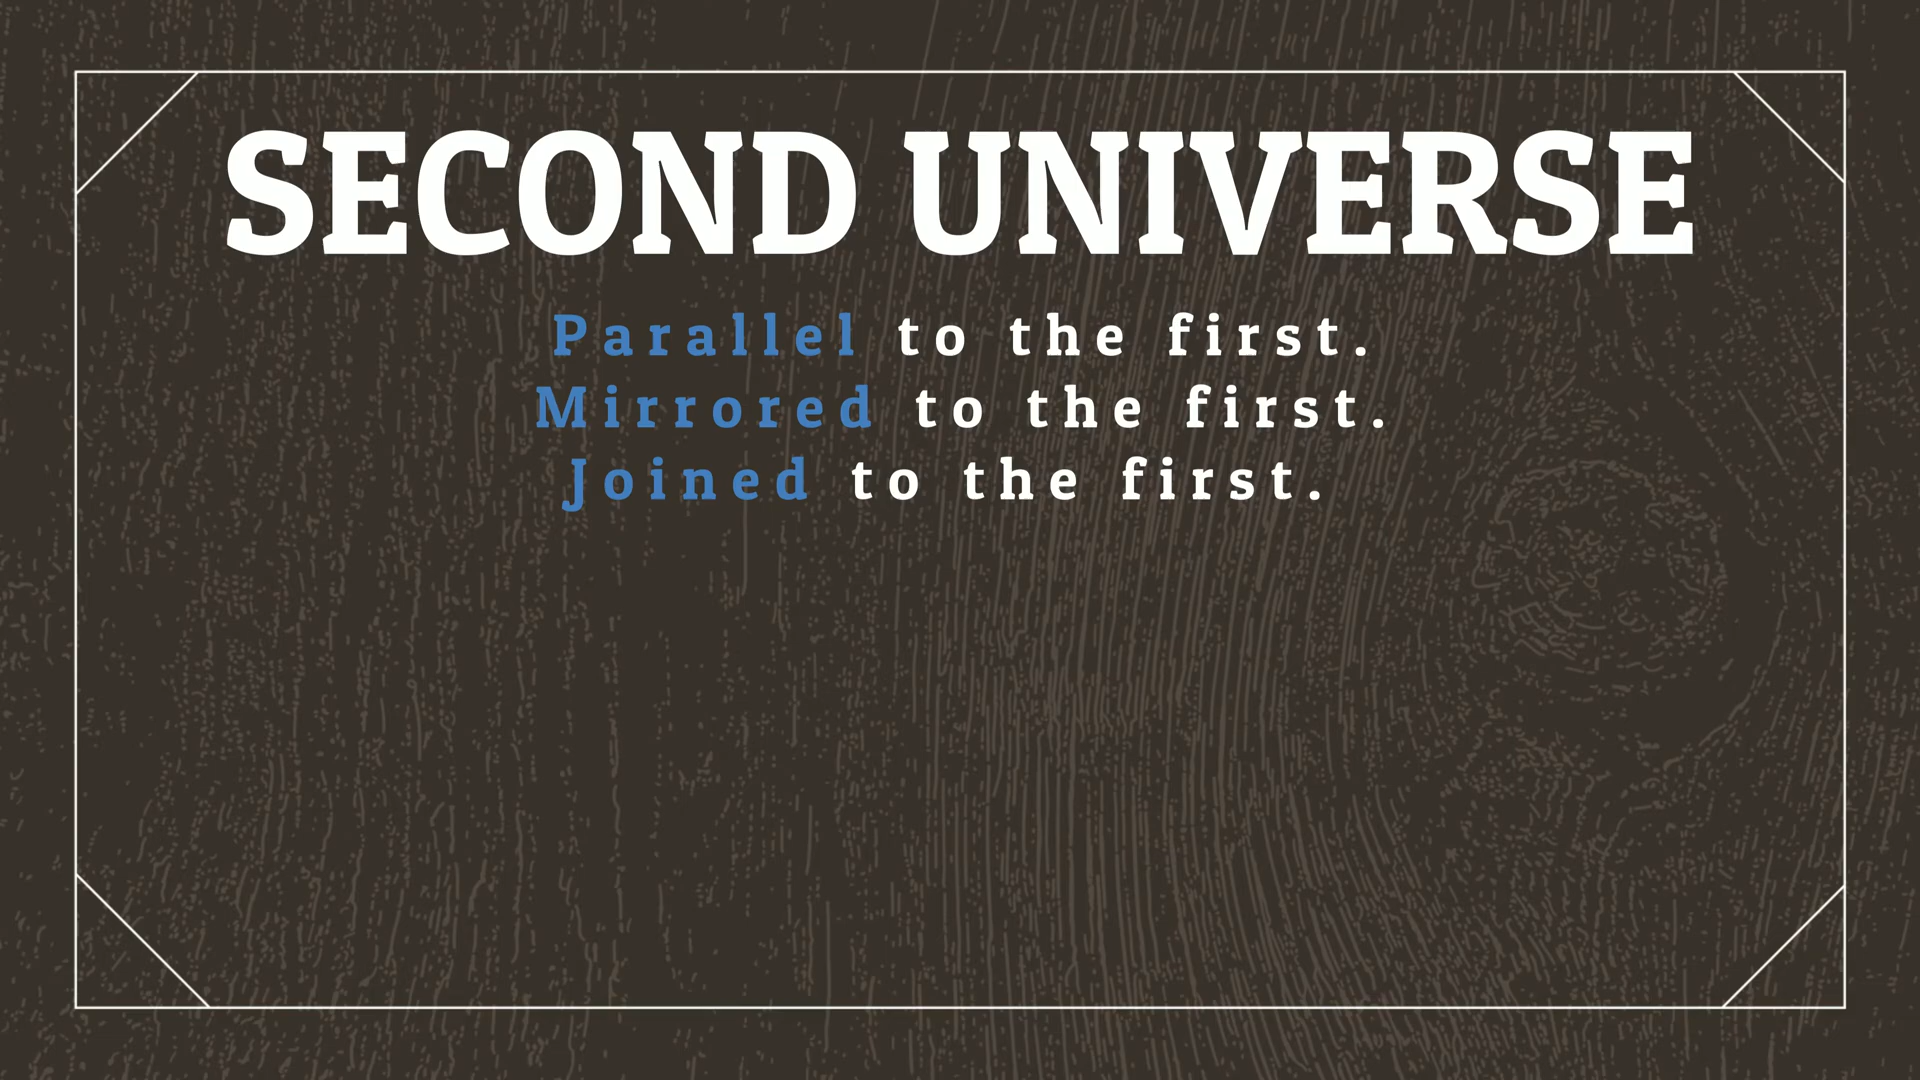 SECOND UNIVERSE
Parallel to the first.
Mirrored to the first.
Joined to the first.